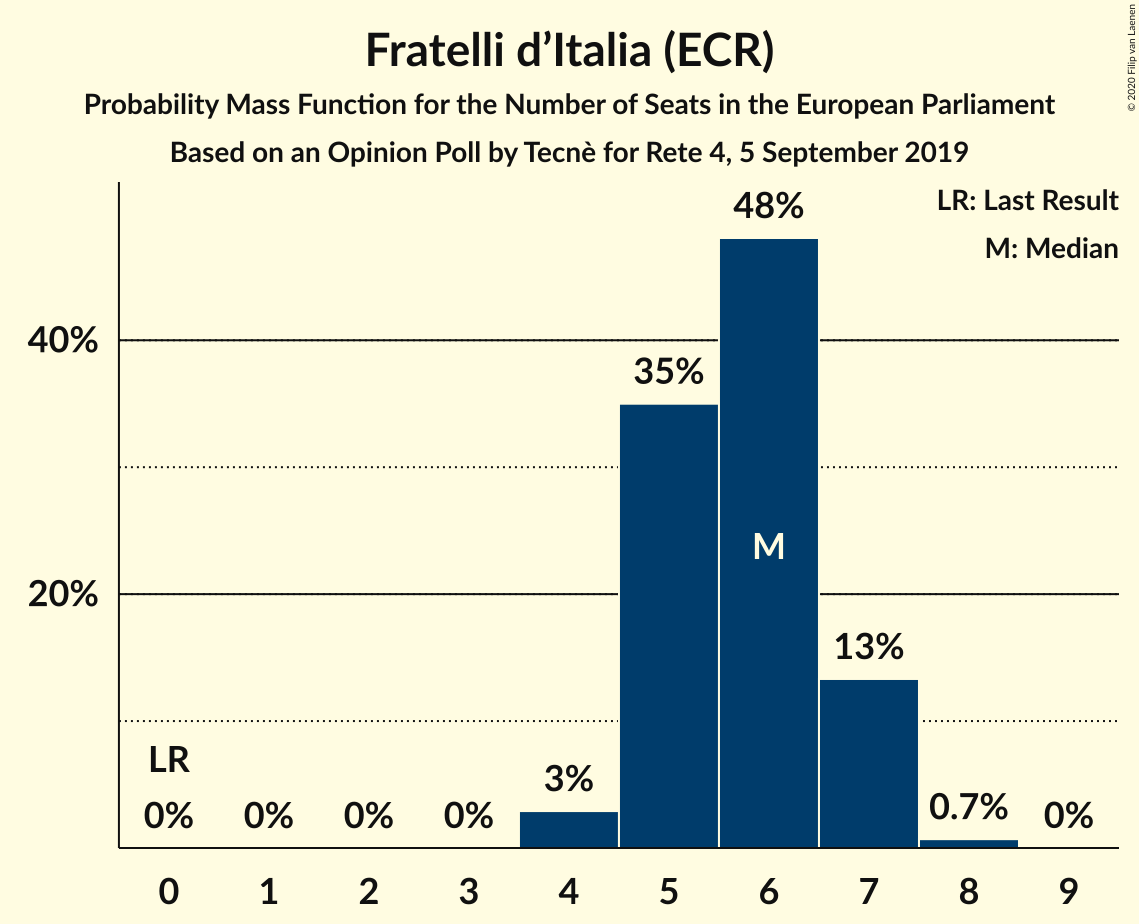 Fratelli d’Italia (ECR)
Probability Mass Function for the Number of Seats in the European Parliament
Based on an Opinion Poll by Tecnè for Rete 4, 5 September 2019
© 2020 Filip van Laenen
LR: Last Result
M: Median
48%
40%
35%
M
20%
13%
LR
3%
0.7%
0% 0% 0% 0% 0%
0 1 2 3 4 5 6 7 8 9